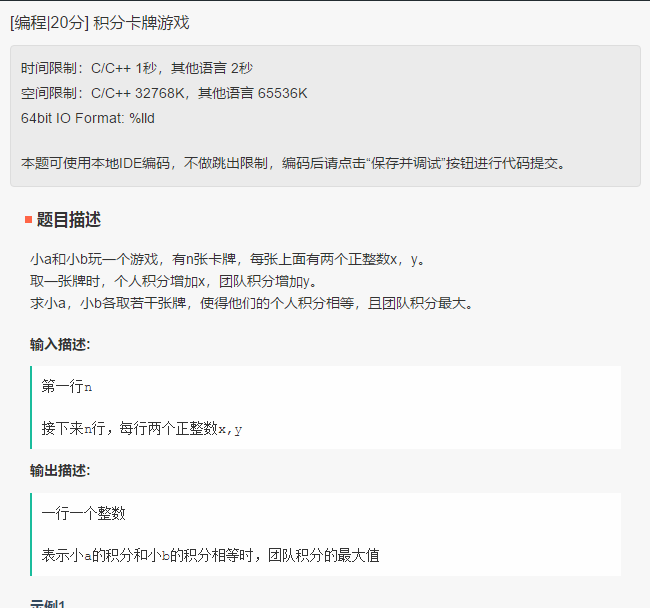 [编程|20分] 积分卡牌游戏
时间限制：C/C++ 1秒，其他语言 2秒
空间限制：C/C++ 32768K，其他语言 65536K
64bit IO Format: %lld
本题可使用本地IDE编码，不做跳出限制，编码后请点击“保存并调试”按钮进行代码提交。
题目描述
小a和小b玩一个游戏，有n张卡牌，每张上面有两个正整数x，y。
取一张牌时，个人积分增加x，团队积分增加y。
求小a，小b各取若干张牌，使得他们的个人积分相等，且团队积分最大。
输入描述:
第一行n
接下来n行，每行两个正整数x,y
输出描述:
一行一个整数
表示小a的积分和小b的积分相等时，团队积分的最大值
示例1